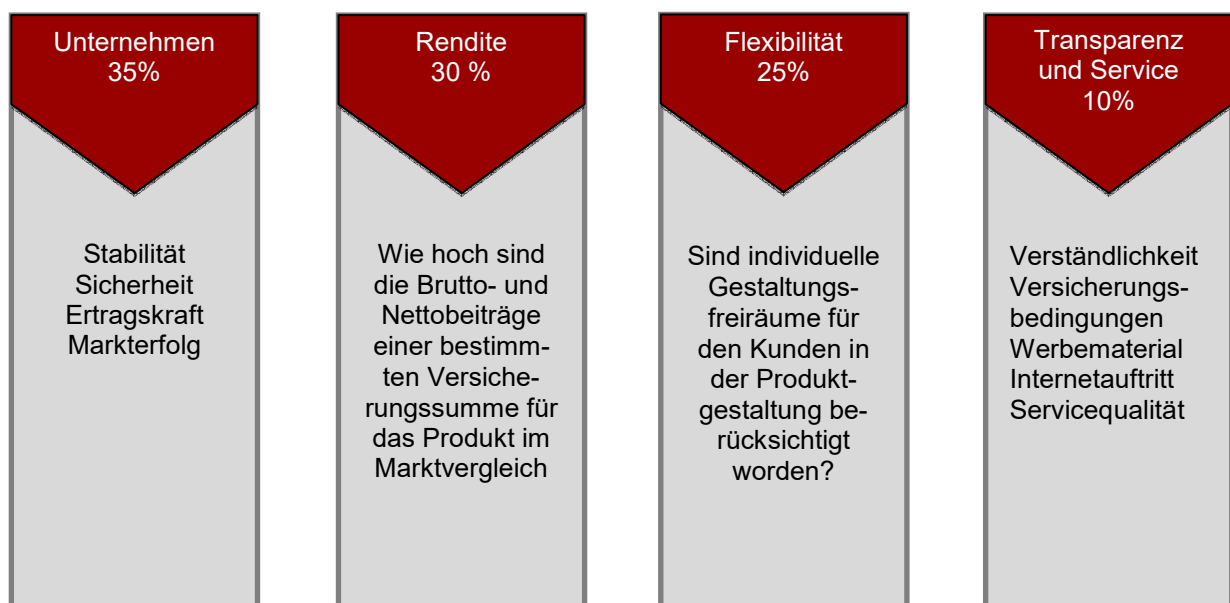 Unternehmen
35%
Stabilität
Sicherheit
Ertragskraft
Markterfolg
Rendite
30 %
Wie hoch sind
die Brutto- und
Nettobeiträge
einer bestimm-
ten Versiche-
rungssumme für
das Produkt im
Marktvergleich
Flexibilität
25%
Sind individuelle
Gestaltungs-
freiräume für
den Kunden in
der Produkt-
gestaltung be-
rücksichtigt
worden?
Transparenz
und Service
10%
Verständlichkeit
Versicherungs-
bedingungen
Werbematerial
Internetauftritt
Servicequalität